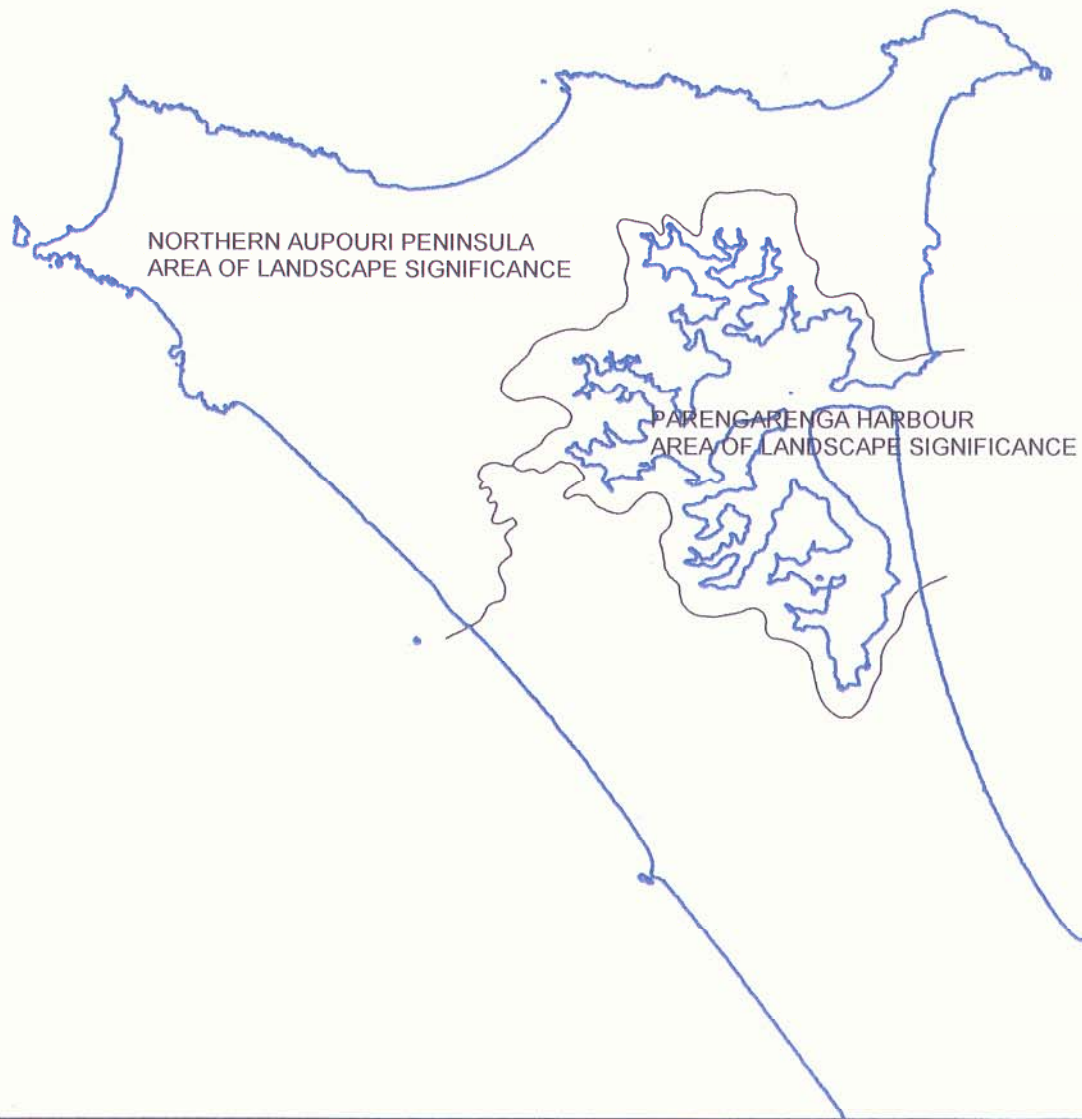 NORTHERN AUPOURI PENINSULA
AREA OF LANDSCAPE SIGNIFICANCE
PARENGARENGA HARBOUR
AREA OF LANDSCAPE SIGNIFICANCE